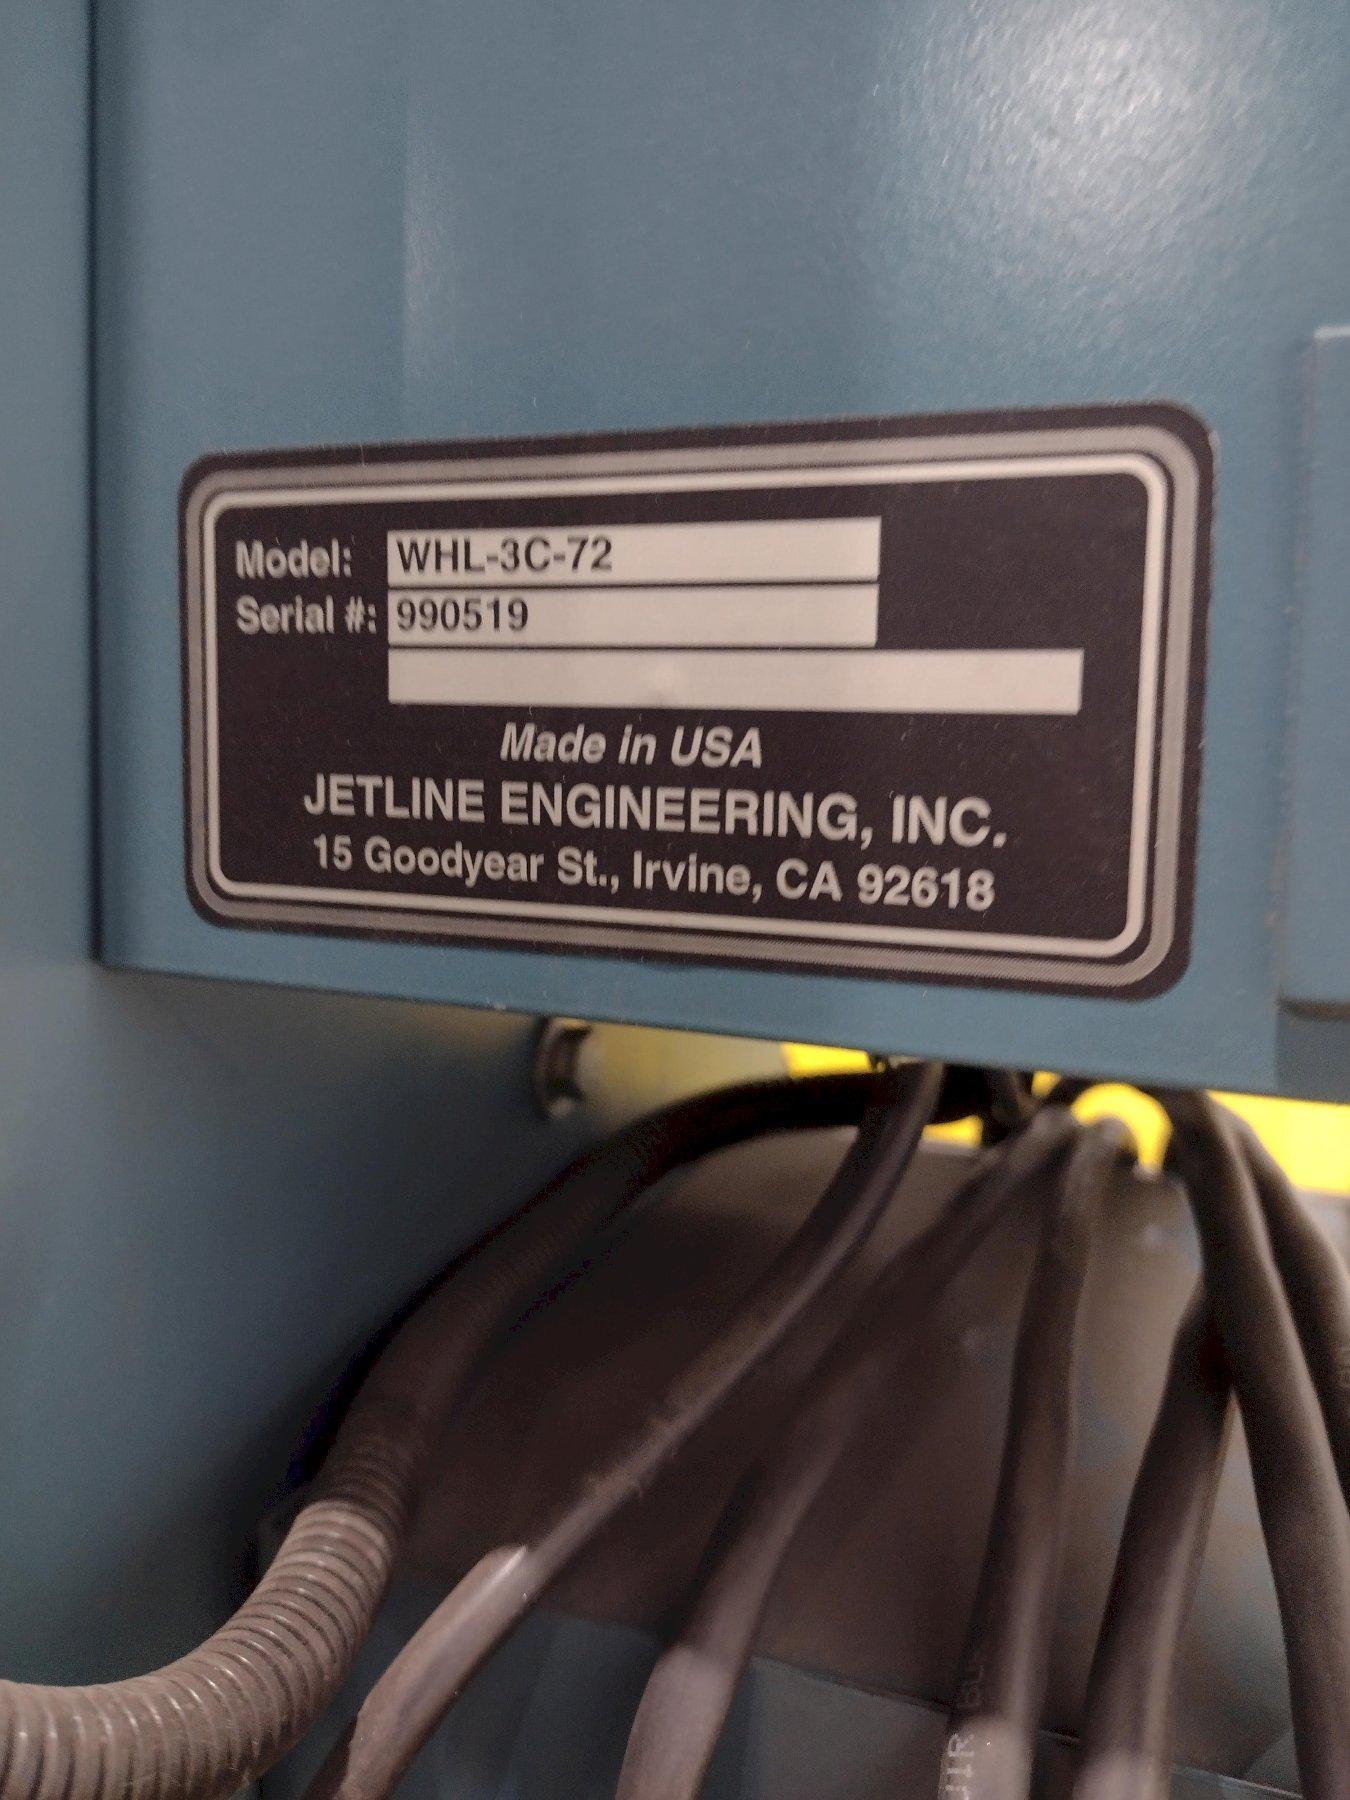 Model: WHL-3C-72
Serial #: 990519
Made in USA
JETLINE ENGINEERING, INC.
15 Goodyear St., Irvine, CA 92618